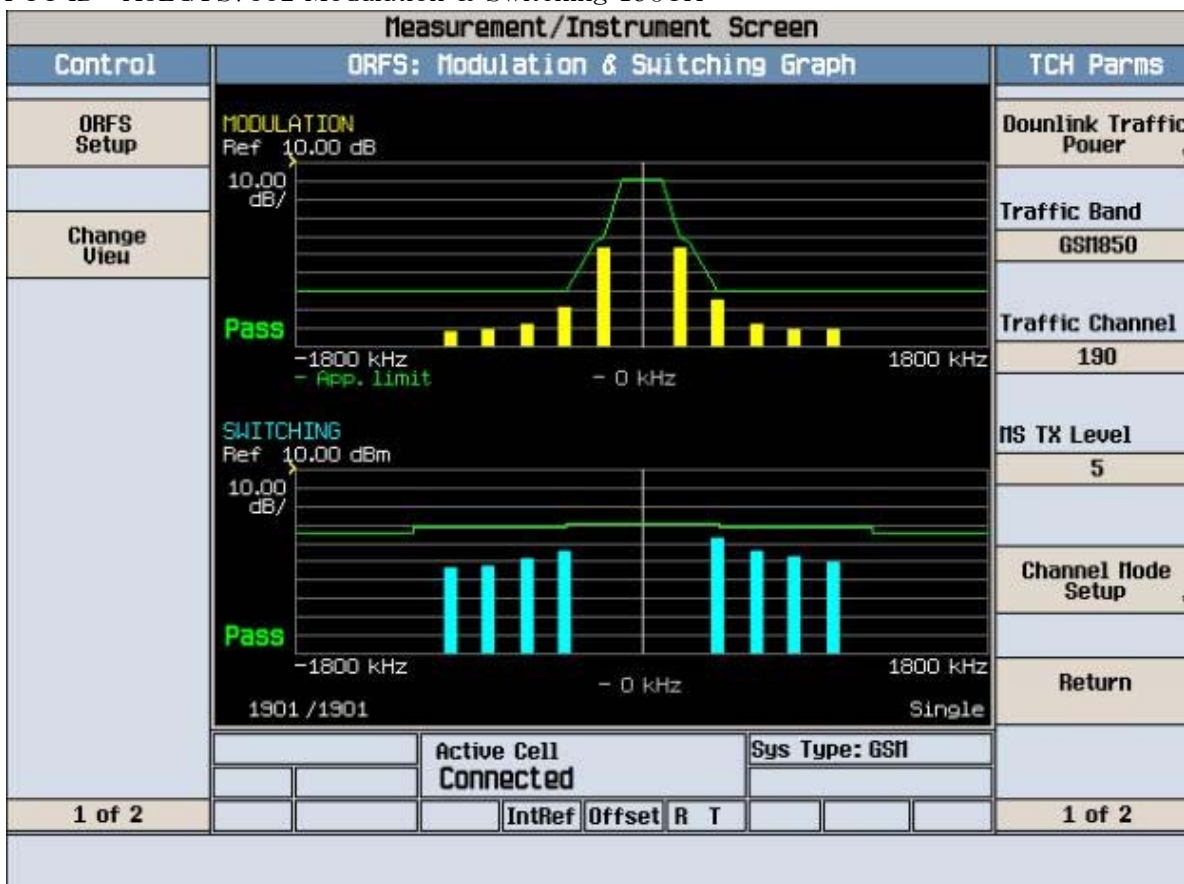 Measurement/Instrument Screen
Control
ORFS: Modulation & Switching Graph
TCH Parms
ORFS
Setup
Change
View
MODULATION
Ref 10.00 dB
10.00
dB/
Pass
-1800 kHz
1800 kHz
- App. limit
- 0 kHz
SWITCHING
Ref 10.00 dBm
10.00
dB/
Pass
-1800 kHz
1800 kHz
- 0 kHz
1901/1901
Single
Downlink Traffic
Power
Traffic Band
GSM850
Traffic Channel
190
MS TX Level
5
Channel Mode
Setup
Return
Active Cell
Connected
Sys Type: GSM
1 of 2
IntRef
Offset
R T
1 of 2